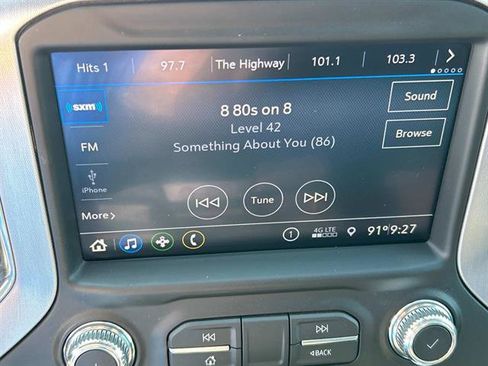 Hits 1 97.7 The Highway 101.1 103.3
((sxm)) 8 80s on 8 Sound
Level 42
FM Something About You (86) Browse
iPhone
Tune
More
1 4G LTE 91° 9:27
BACK